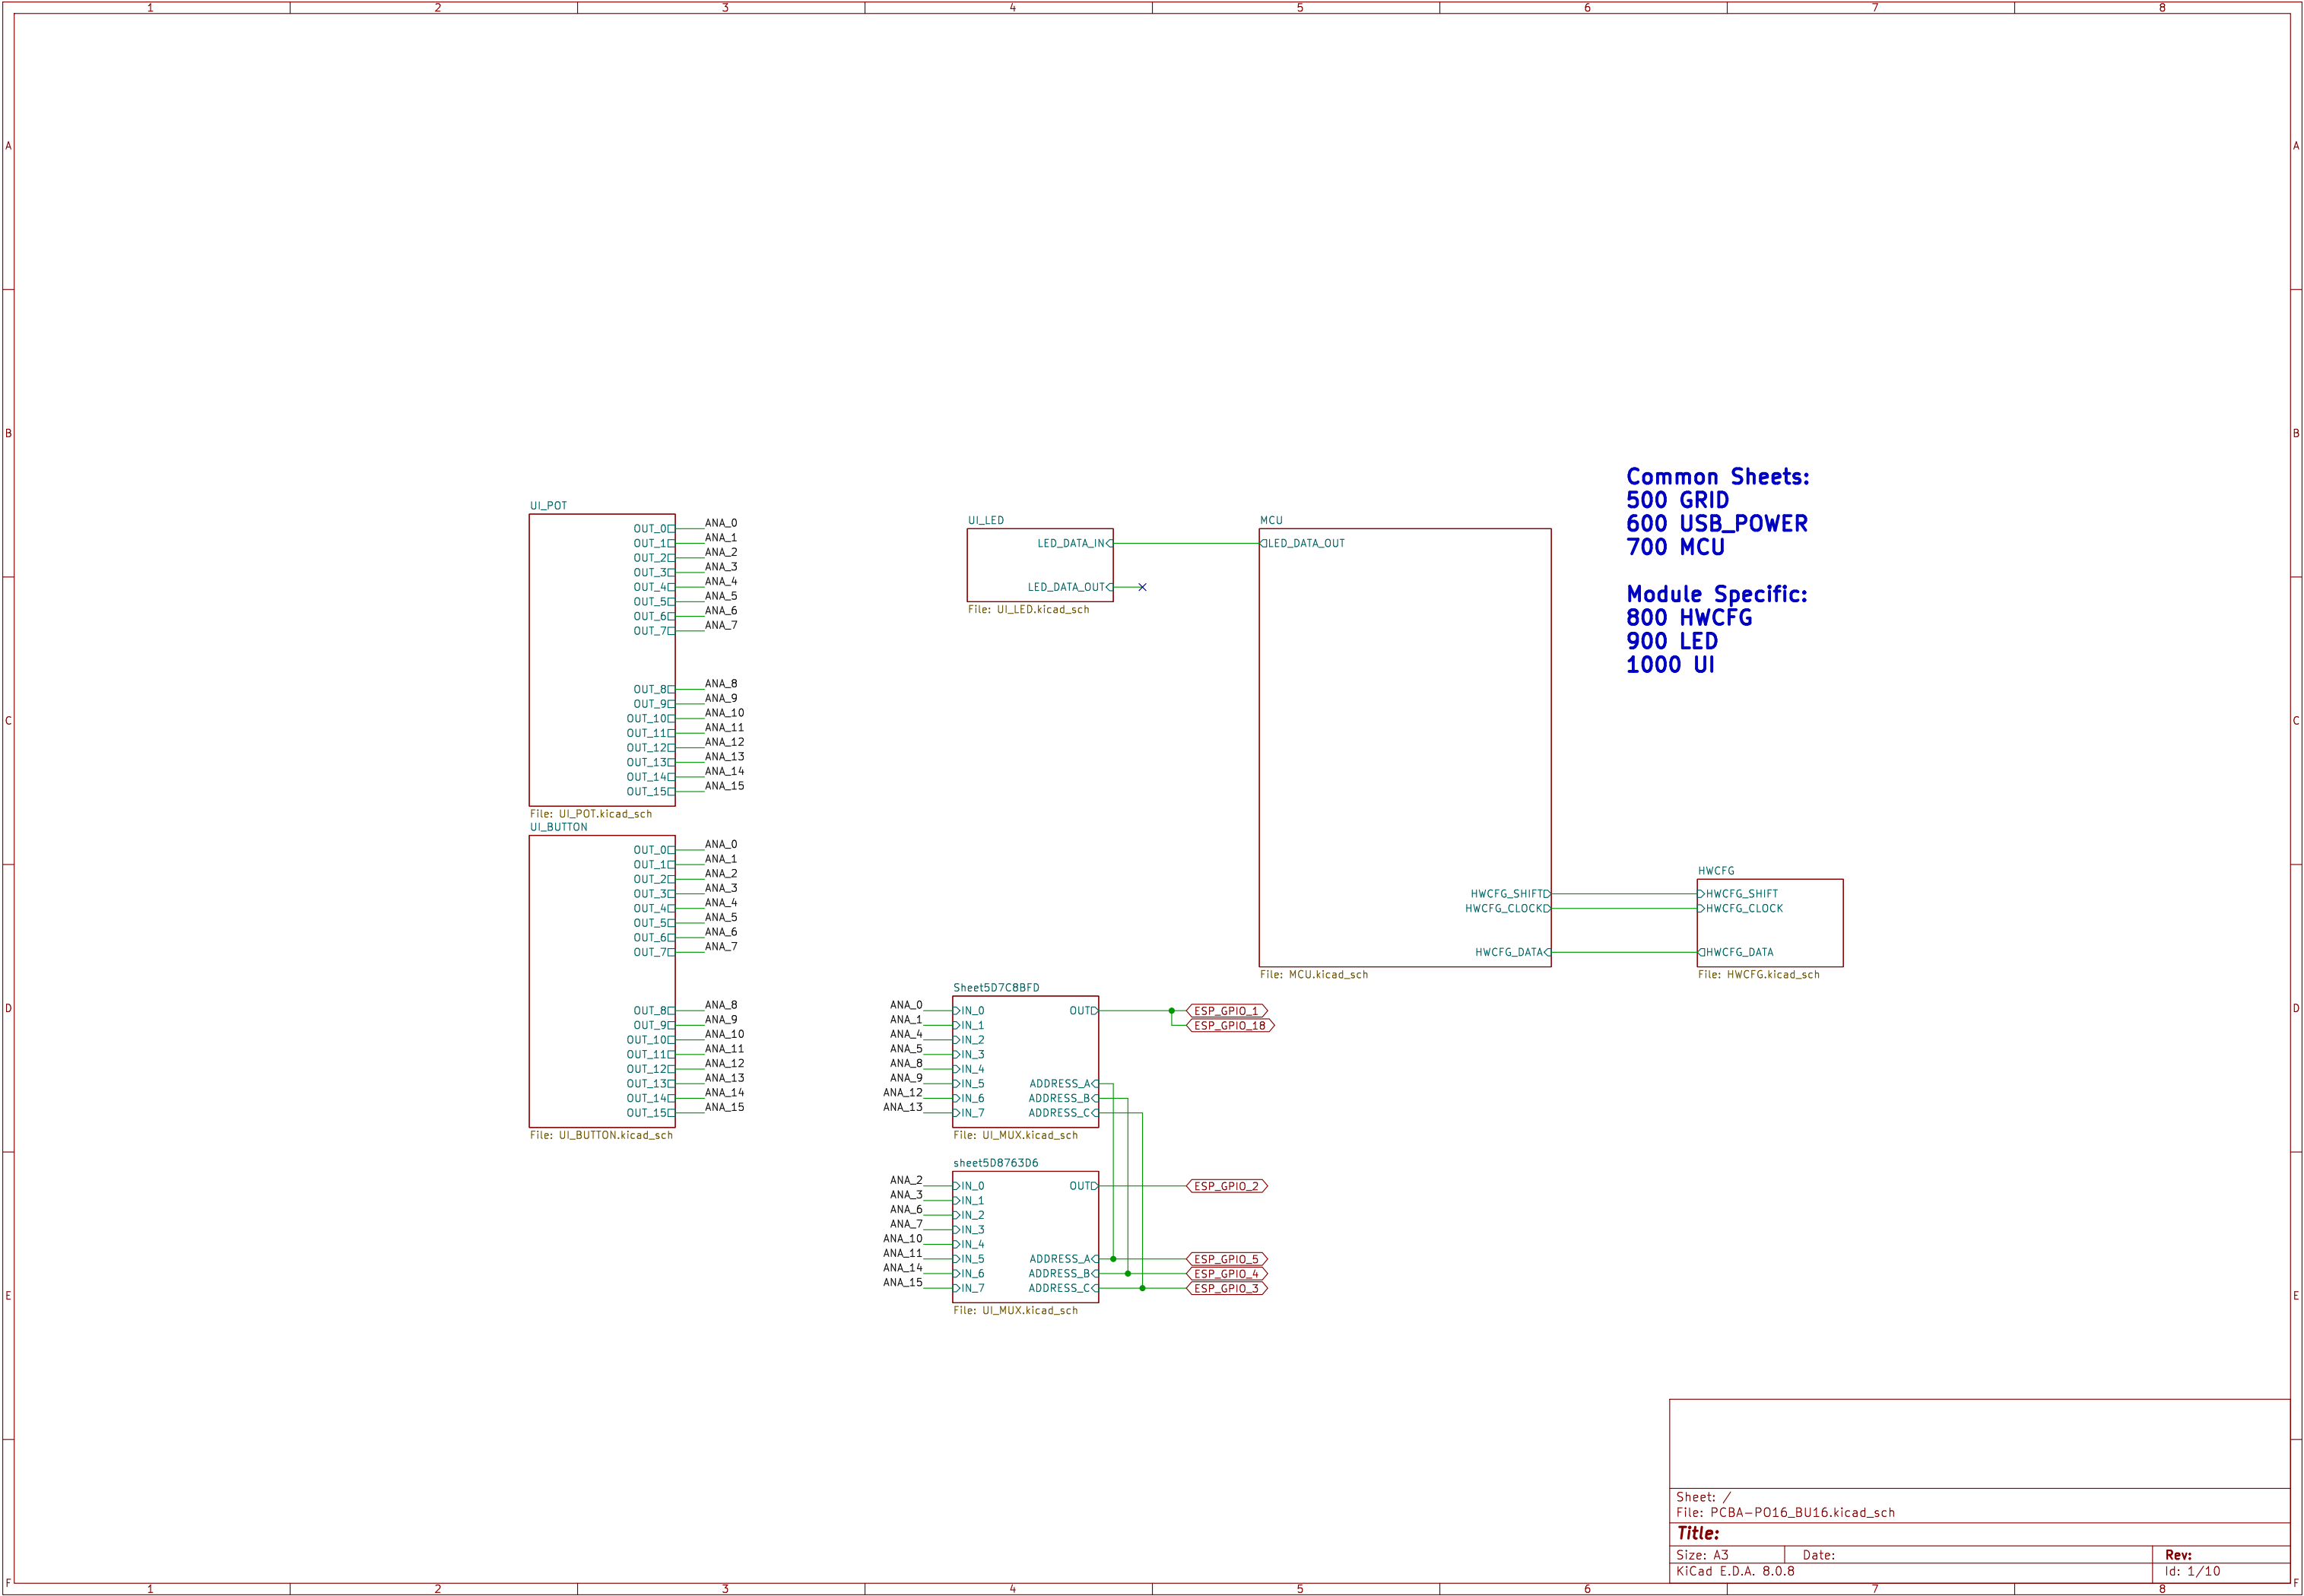 1 2 3 4 5 6 7 8
A A
B B
C C
D D
E E
F F
Common Sheets:
500 GRID
600 USB_POWER
700 MCU
Module Specific:
800 HWCFG
900 LED
1000 UI
UI_POT
OUT_0 ANA_0
OUT_1 ANA_1
OUT_2 ANA_2
OUT_3 ANA_3
OUT_4 ANA_4
OUT_5 ANA_5
OUT_6 ANA_6
OUT_7 ANA_7
OUT_8 ANA_8
OUT_9 ANA_9
OUT_10 ANA_10
OUT_11 ANA_11
OUT_12 ANA_12
OUT_13 ANA_13
OUT_14 ANA_14
OUT_15 ANA_15
File: UI_POT.kicad_sch
UI_BUTTON
OUT_0 ANA_0
OUT_1 ANA_1
OUT_2 ANA_2
OUT_3 ANA_3
OUT_4 ANA_4
OUT_5 ANA_5
OUT_6 ANA_6
OUT_7 ANA_7
OUT_8 ANA_8
OUT_9 ANA_9
OUT_10 ANA_10
OUT_11 ANA_11
OUT_12 ANA_12
OUT_13 ANA_13
OUT_14 ANA_14
OUT_15 ANA_15
File: UI_BUTTON.kicad_sch
UI_LED
LED_DATA_IN
LED_DATA_OUT
File: UI_LED.kicad_sch
MCU
LED_DATA_OUT
HWCFG_SHIFT
HWCFG_CLOCK
HWCFG_DATA
File: MCU.kicad_sch
HWCFG
HWCFG_SHIFT
HWCFG_CLOCK
HWCFG_DATA
File: HWCFG.kicad_sch
Sheet5D7C8BFD
ANA_0 IN_0 OUT ESP_GPIO_1
ANA_1 IN_1 ESP_GPIO_18
ANA_4 IN_2
ANA_5 IN_3
ANA_8 IN_4
ANA_9 IN_5 ADDRESS_A
ANA_12 IN_6 ADDRESS_B
ANA_13 IN_7 ADDRESS_C
File: UI_MUX.kicad_sch
sheet5D8763D6
ANA_2 IN_0 OUT ESP_GPIO_2
ANA_3 IN_1
ANA_6 IN_2
ANA_7 IN_3
ANA_10 IN_4
ANA_11 IN_5 ADDRESS_A ESP_GPIO_5
ANA_14 IN_6 ADDRESS_B ESP_GPIO_4
ANA_15 IN_7 ADDRESS_C ESP_GPIO_3
File: UI_MUX.kicad_sch
Sheet: /
File: PCBA-PO16_BU16.kicad_sch
Title:
Size: A3 Date: Rev:
KiCad E.D.A. 8.0.8 Id: 1/10
1 2 3 4 5 6 7 8